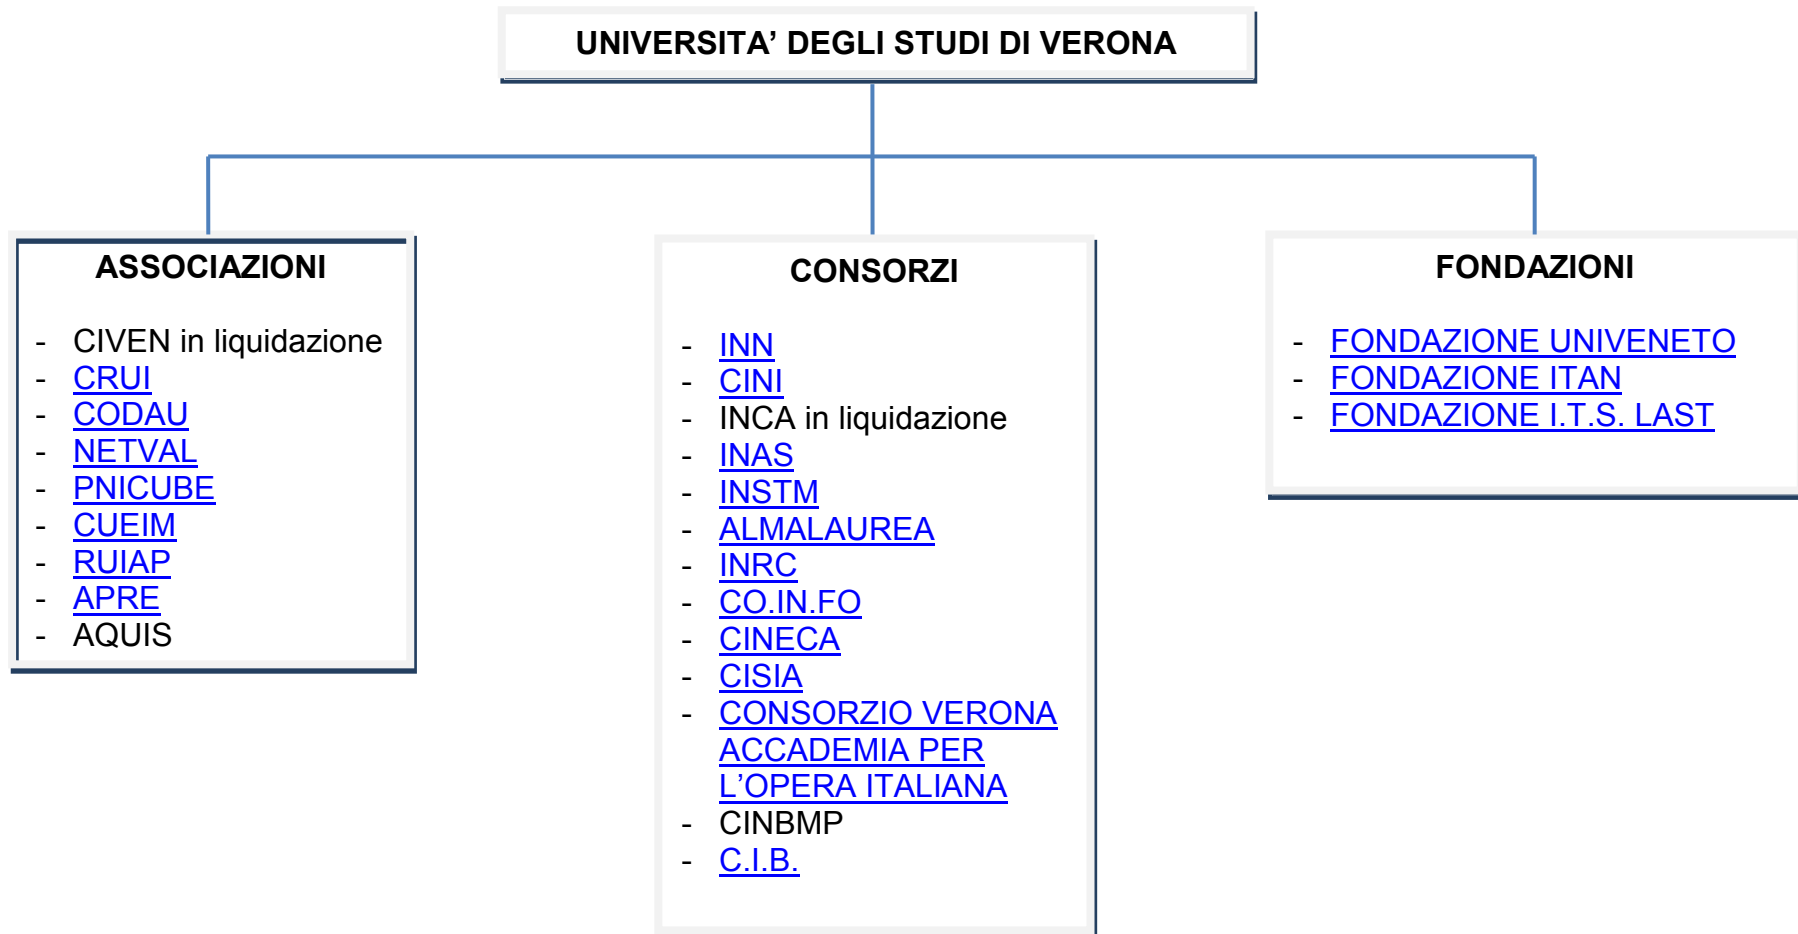 UNIVERSITA’ DEGLI STUDI DI VERONA
ASSOCIAZIONI
- CIVEN in liquidazione
- CRUI
- CODAU
- NETVAL
- PNICUBE
- CUEIM
- RUIAP
- APRE
- AQUIS
CONSORZI
- INN
- CINI
- INCA in liquidazione
- INAS
- INSTM
- ALMALAUREA
- INRC
- CO.IN.FO
- CINECA
- CISIA
- CONSORZIO VERONA
ACCADEMIA PER
L’OPERA ITALIANA
- CINBMP
- C.I.B.
FONDAZIONI
- FONDAZIONE UNIVENETO
- FONDAZIONE ITAN
- FONDAZIONE I.T.S. LAST